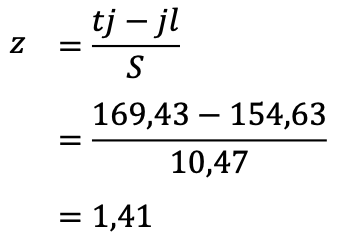 z = tj − jl / S
= 169,43 − 154,63 / 10,47
= 1,41